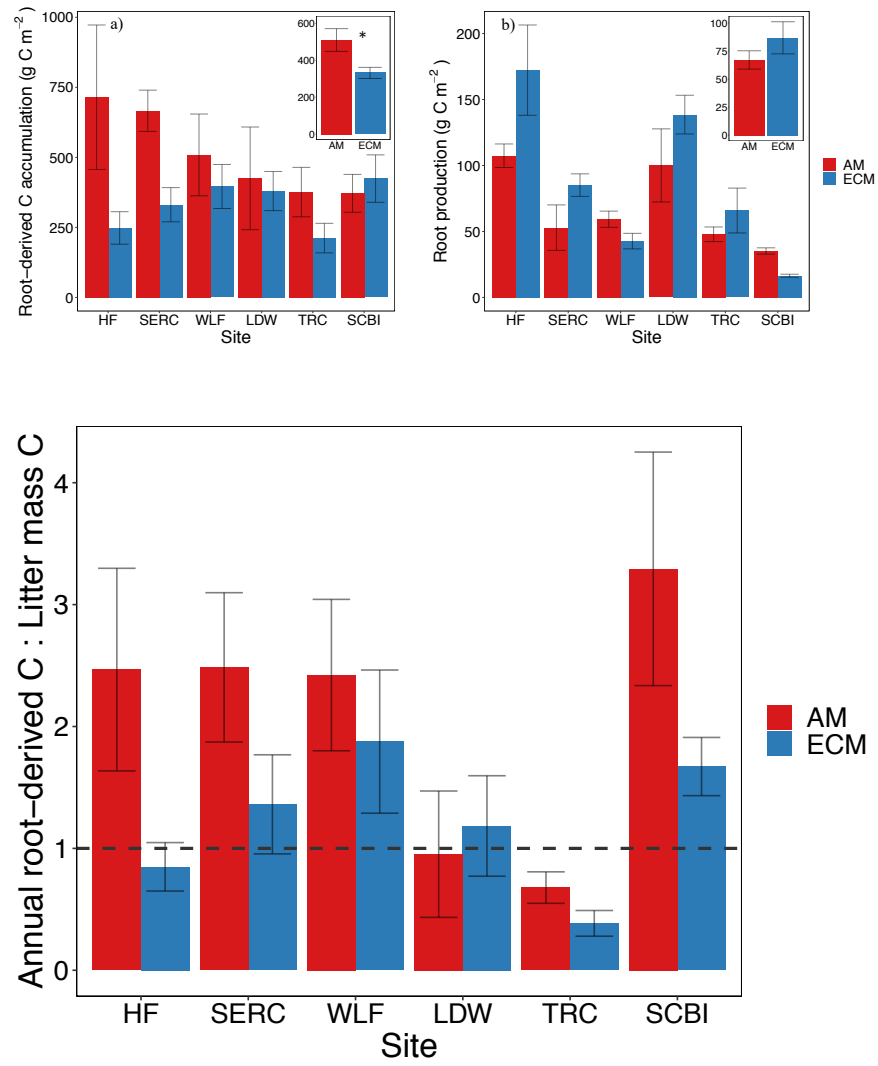 Root−derived C accumulation (g C m−2)
1000
750
500
250
0
a)
600
400
200
0
*
AM
ECM
HF
SERC
WLF
LDW
TRC
SCBI
Site
Root production (g C m−2)
200
150
100
50
0
b)
100
75
50
25
0
AM
ECM
HF
SERC
WLF
LDW
TRC
SCBI
Site
AM
ECM
Annual root−derived C : Litter mass C
4
3
2
1
0
HF
SERC
WLF
LDW
TRC
SCBI
Site
AM
ECM